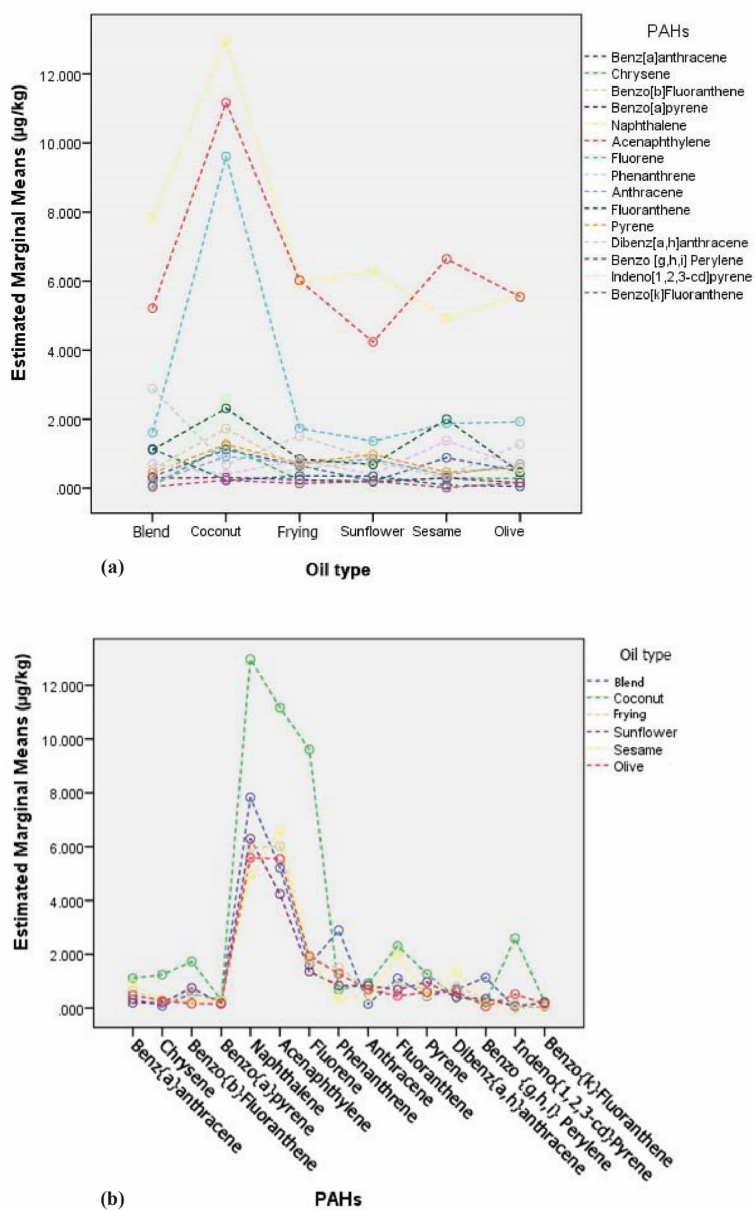 PAHs
Benz[a]anthracene
Chrysene
Benzo[b]Fluoranthene
Benzo[a]pyrene
Naphthalene
Acenaphthylene
Fluorene
Phenanthrene
Anthracene
Fluoranthene
Pyrene
Dibenz[a,h]anthracene
Benzo [g,h,i] Perylene
Indeno[1,2,3-cd]pyrene
Benzo[k]Fluoranthene
Estimated Marginal Means (µg/kg)
12.000
10.000
8.000
6.000
4.000
2.000
.000
Blend Coconut Frying Sunflower Sesame Olive
(a)
Oil type
Oil type
Blend
Coconut
Frying
Sunflower
Sesame
Olive
Estimated Marginal Means (µg/kg)
12.000
10.000
8.000
6.000
4.000
2.000
.000
Benz{a}anthracene
Chrysene
Benzo{b}Fluoranthene
Benzo{a}pyrene
Naphthalene
Acenaphthylene
Fluorene
Phenanthrene
Anthracene
Fluoranthene
Pyrene
Dibenz{a,h}anthracene
Benzo {g,h,i} Perylene
Indeno{1,2,3-cd}Pyrene
Benzo{k}Fluoranthene
(b)
PAHs